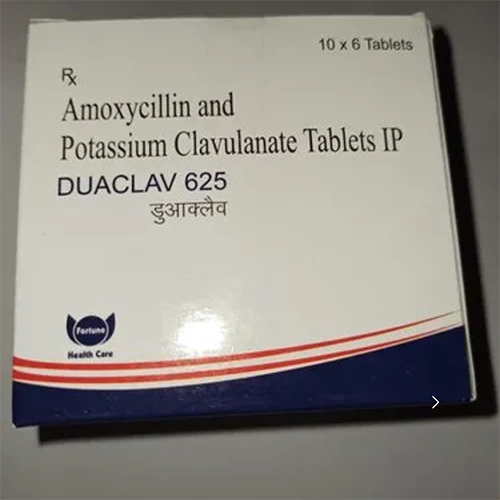 10 x 6 Tablets
Rx
Amoxycillin and
Potassium Clavulanate Tablets IP
DUACLAV 625
डुआक्लैव
Fortune
Health Care